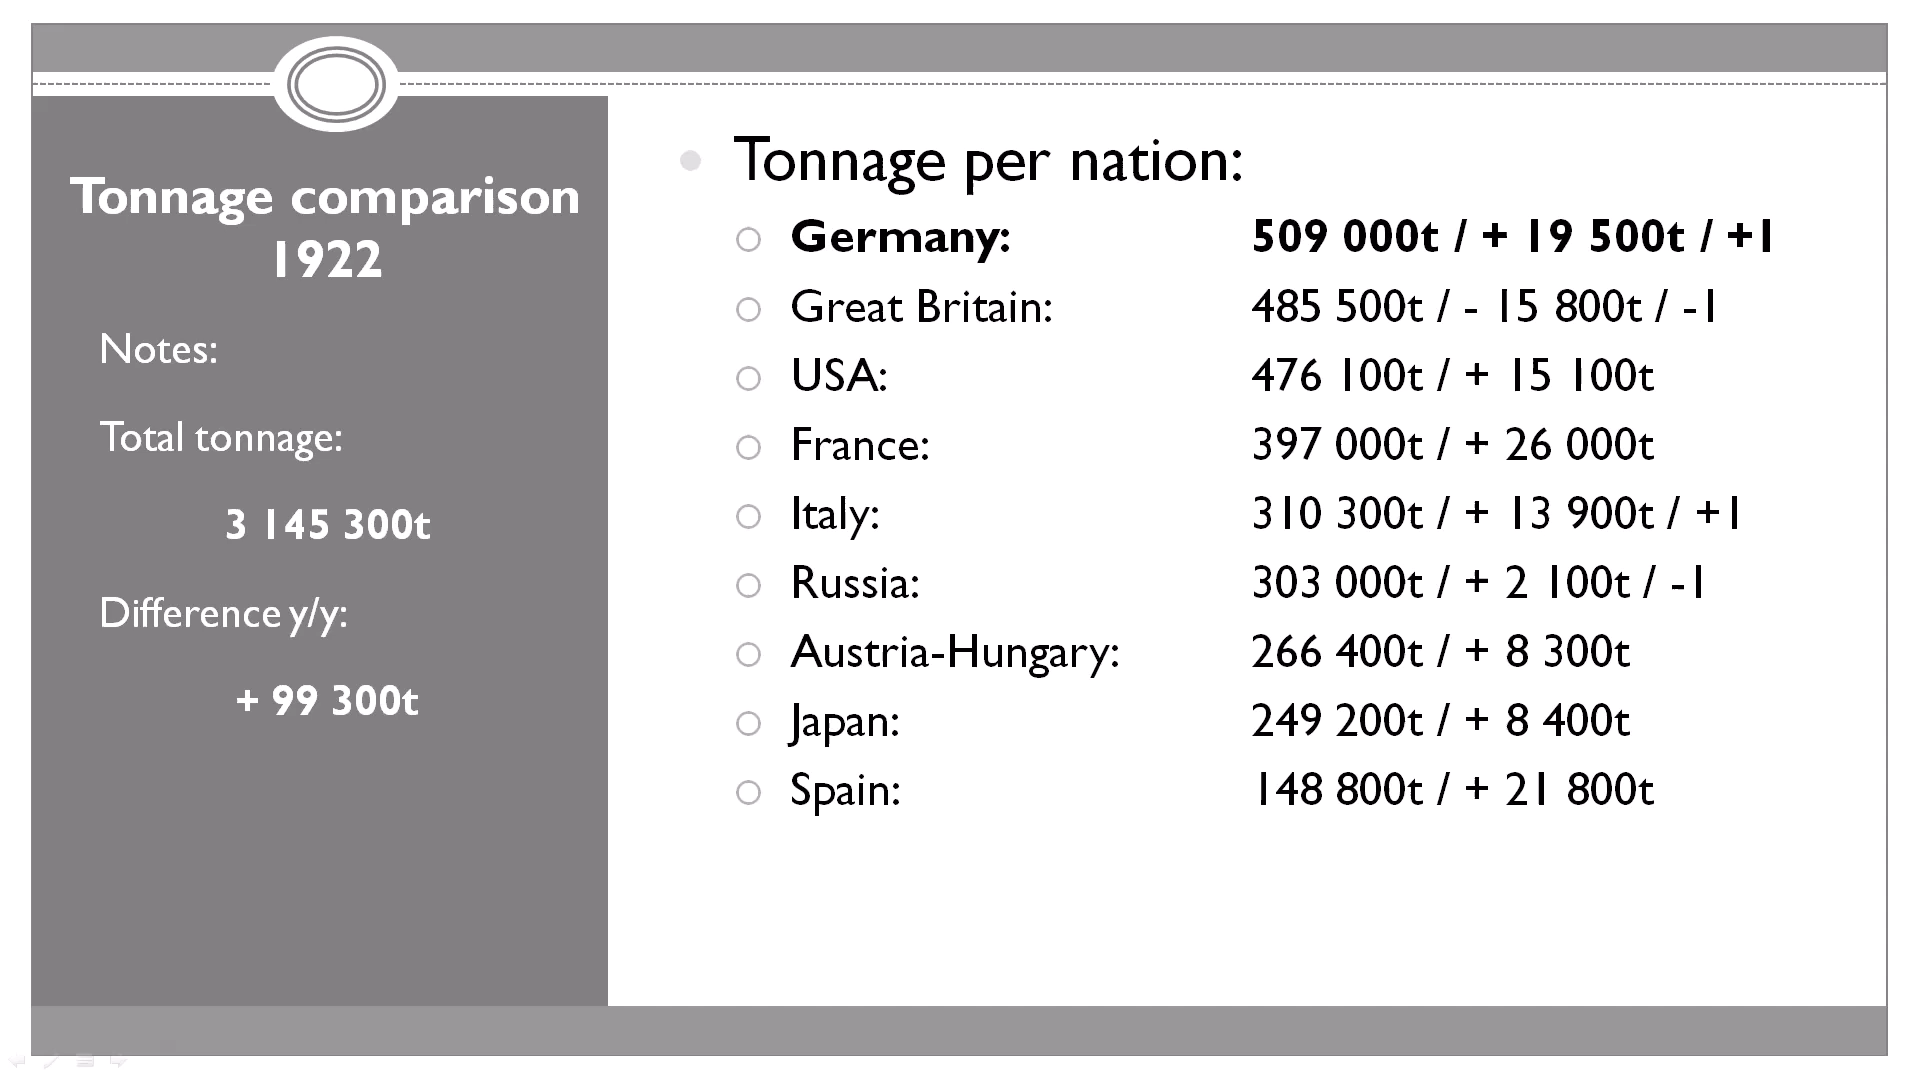 Tonnage comparison
1922
Notes:
Total tonnage:
3 145 300t
Difference y/y:
+ 99 300t
Tonnage per nation:
Germany: 509 000t / + 19 500t / +1
Great Britain: 485 500t / - 15 800t / -1
USA: 476 100t / + 15 100t
France: 397 000t / + 26 000t
Italy: 310 300t / + 13 900t / +1
Russia: 303 000t / + 2 100t / -1
Austria-Hungary: 266 400t / + 8 300t
Japan: 249 200t / + 8 400t
Spain: 148 800t / + 21 800t